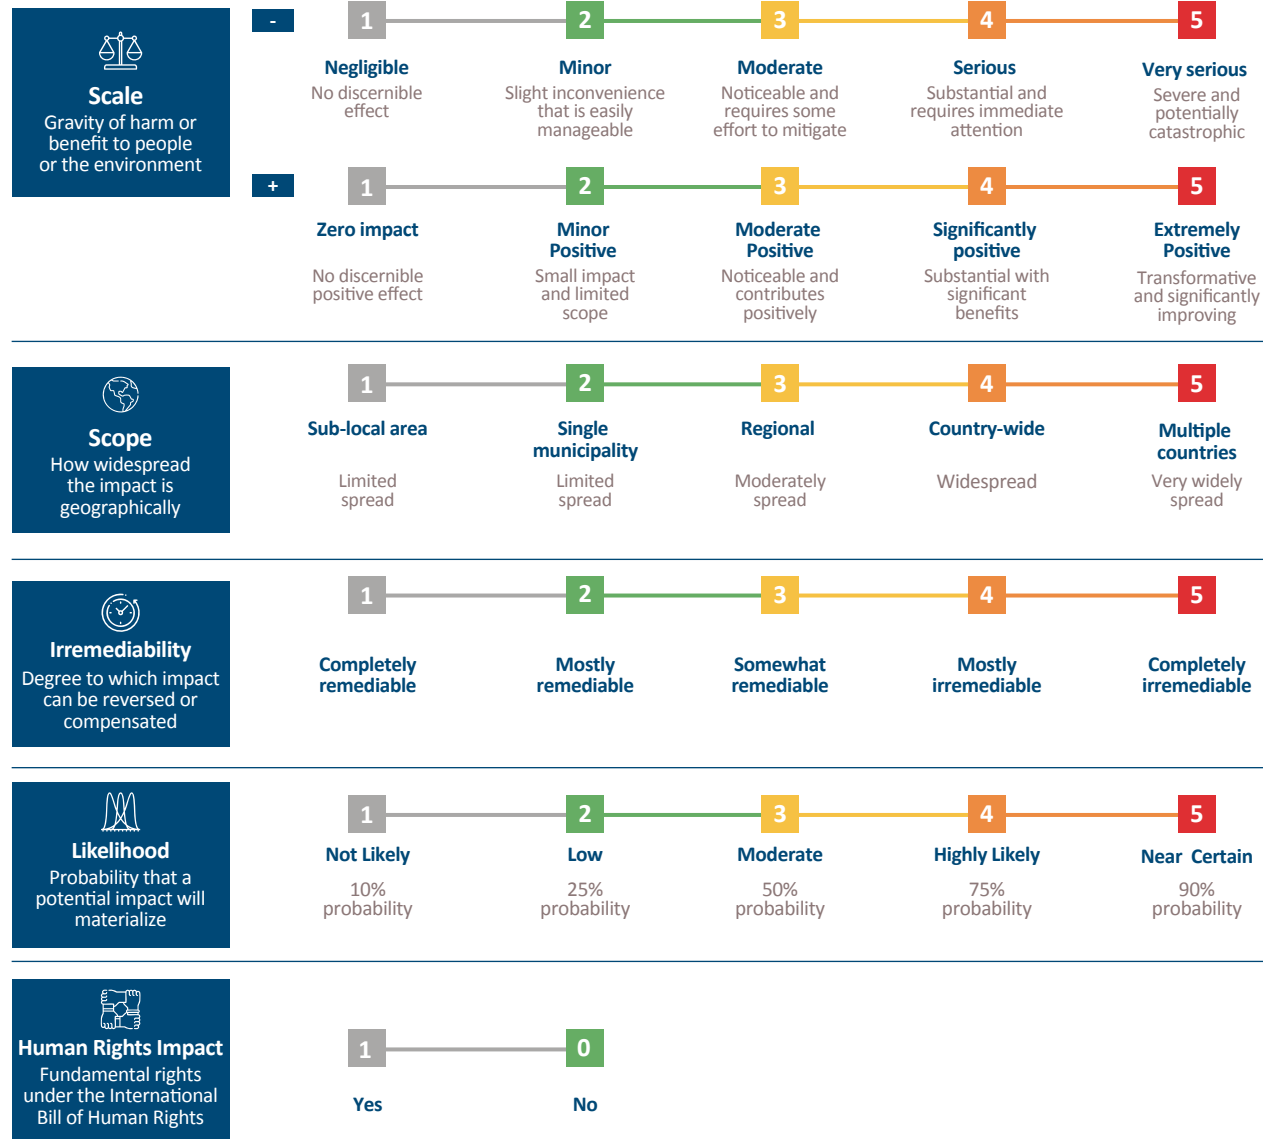 Scale
Gravity of harm or
benefit to people
or the environment
-
1
2
3
4
5
Negligible
No discernible
effect
Minor
Slight inconvenience
that is easily
manageable
Moderate
Noticeable and
requires some
effort to mitigate
Serious
Substantial and
requires immediate
attention
Very serious
Severe and
potentially
catastrophic
+
1
2
3
4
5
Zero impact
No discernible
positive effect
Minor
Positive
Small impact
and limited
scope
Moderate
Positive
Noticeable and
contributes
positively
Significantly
positive
Substantial with
significant
benefits
Extremely
Positive
Transformative
and significantly
improving
Scope
How widespread
the impact is
geographically
1
2
3
4
5
Sub-local area
Limited
spread
Single
municipality
Limited
spread
Regional
Moderately
spread
Country-wide
Widespread
Multiple
countries
Very widely
spread
Irremediability
Degree to which impact
can be reversed or
compensated
1
2
3
4
5
Completely
remediable
Mostly
remediable
Somewhat
remediable
Mostly
irremediable
Completely
irremediable
Likelihood
Probability that a
potential impact will
materialize
1
2
3
4
5
Not Likely
10%
probability
Low
25%
probability
Moderate
50%
probability
Highly Likely
75%
probability
Near Certain
90%
probability
Human Rights Impact
Fundamental rights
under the International
Bill of Human Rights
1
0
Yes
No